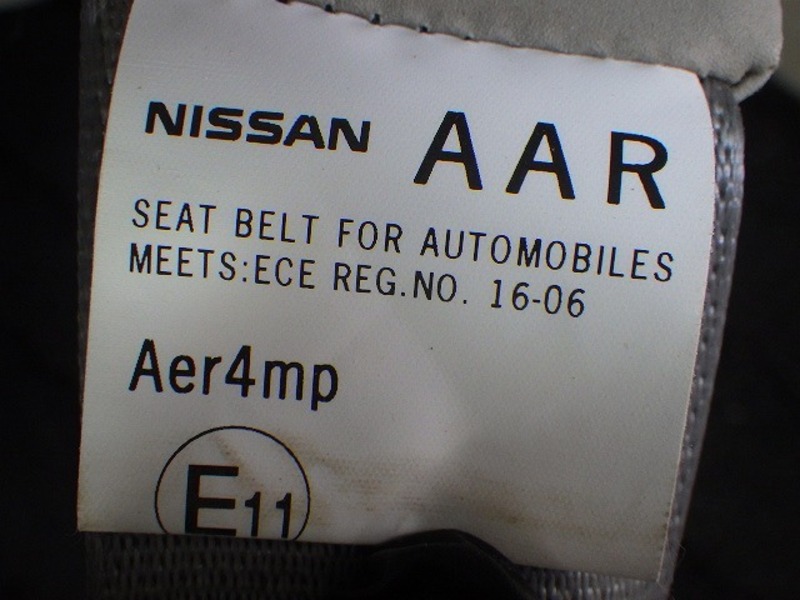 NISSAN AAR
SEAT BELT FOR AUTOMOBILES
MEETS:ECE REG.NO. 16-06
Aer4mp
E11